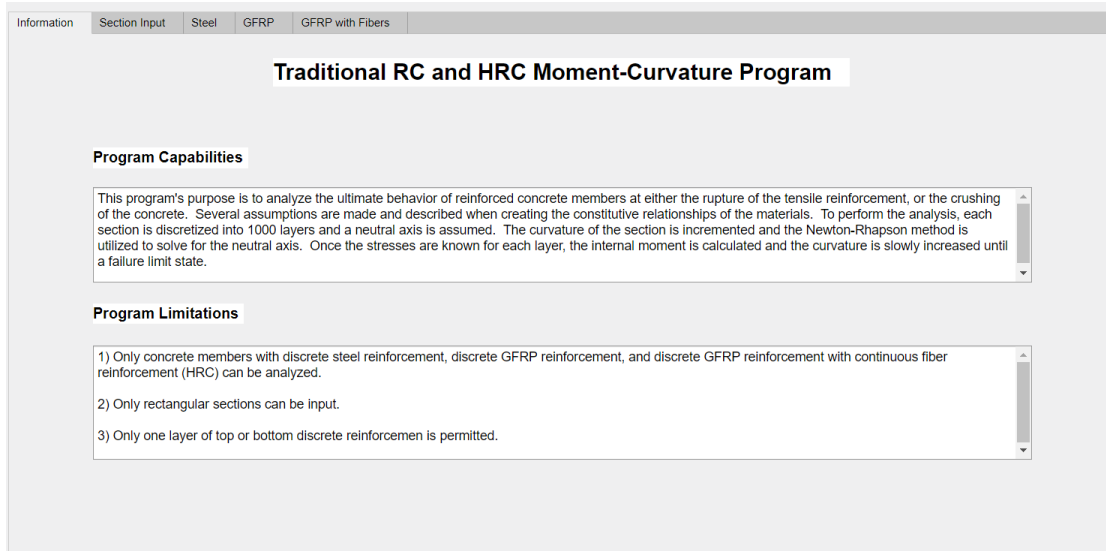 Information Section Input Steel GFRP GFRP with Fibers
Traditional RC and HRC Moment-Curvature Program
Program Capabilities
This program's purpose is to analyze the ultimate behavior of reinforced concrete members at either the rupture of the tensile reinforcement, or the crushing
of the concrete. Several assumptions are made and described when creating the constitutive relationships of the materials. To perform the analysis, each
section is discretized into 1000 layers and a neutral axis is assumed. The curvature of the section is incremented and the Newton-Rhapson method is
utilized to solve for the neutral axis. Once the stresses are known for each layer, the internal moment is calculated and the curvature is slowly increased until
a failure limit state.
Program Limitations
1) Only concrete members with discrete steel reinforcement, discrete GFRP reinforcement, and discrete GFRP reinforcement with continuous fiber
reinforcement (HRC) can be analyzed.
2) Only rectangular sections can be input.
3) Only one layer of top or bottom discrete reinforcemen is permitted.